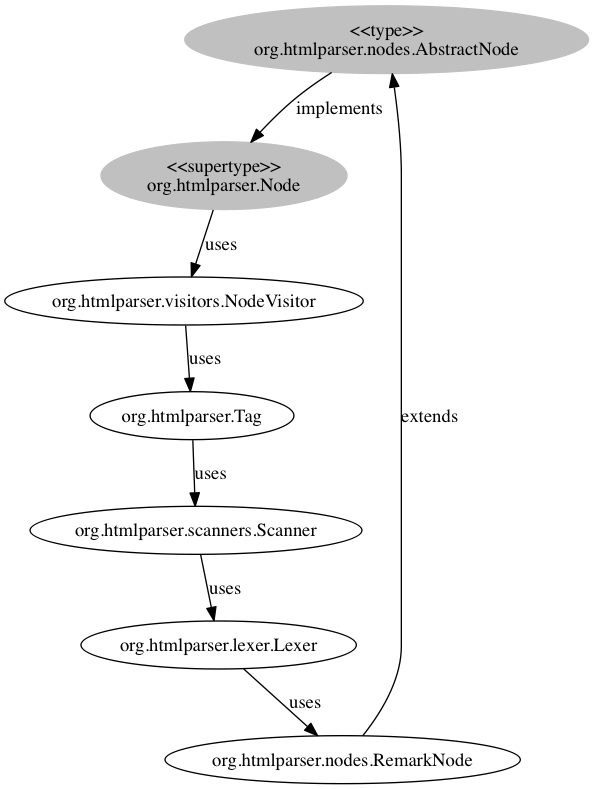 <<type>>
org.htmlparser.nodes.AbstractNode
implements
<<supertype>>
org.htmlparser.Node
uses
org.htmlparser.visitors.NodeVisitor
uses
org.htmlparser.Tag
extends
uses
org.htmlparser.scanners.Scanner
uses
org.htmlparser.lexer.Lexer
uses
org.htmlparser.nodes.RemarkNode